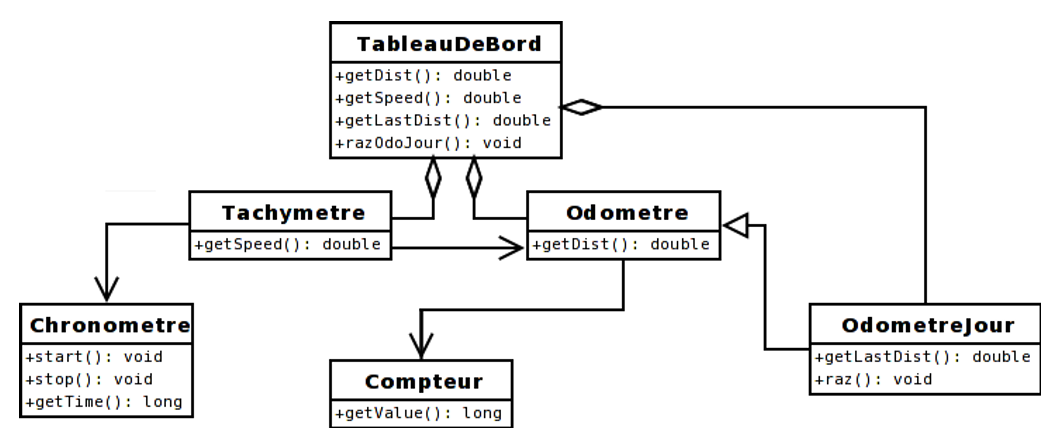 TableauDeBord
+getDist(): double
+getSpeed(): double
+getLastDist(): double
+razOdoJour(): void
Tachymetre
+getSpeed(): double
Odometre
+getDist(): double
Chronometre
+start(): void
+stop(): void
+getTime(): long
Compteur
+getValue(): long
OdometreJour
+getLastDist(): double
+raz(): void